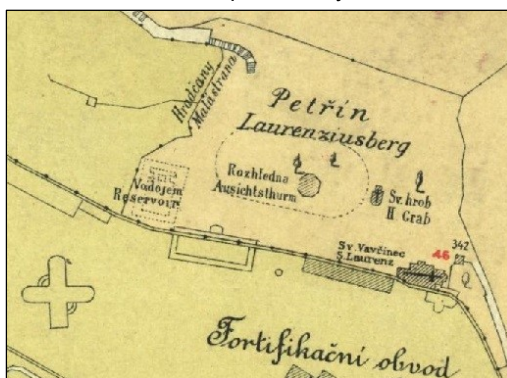 Hradčany
Malá strana
Petřín
Laurenziusberg
Vodojem
Reservoir
Rozhledna
Aussichtsthurm
Sv. hrob
H Grab
Sv. Vavřinec
S. Laurenz
46
342
Fortifikační obvod